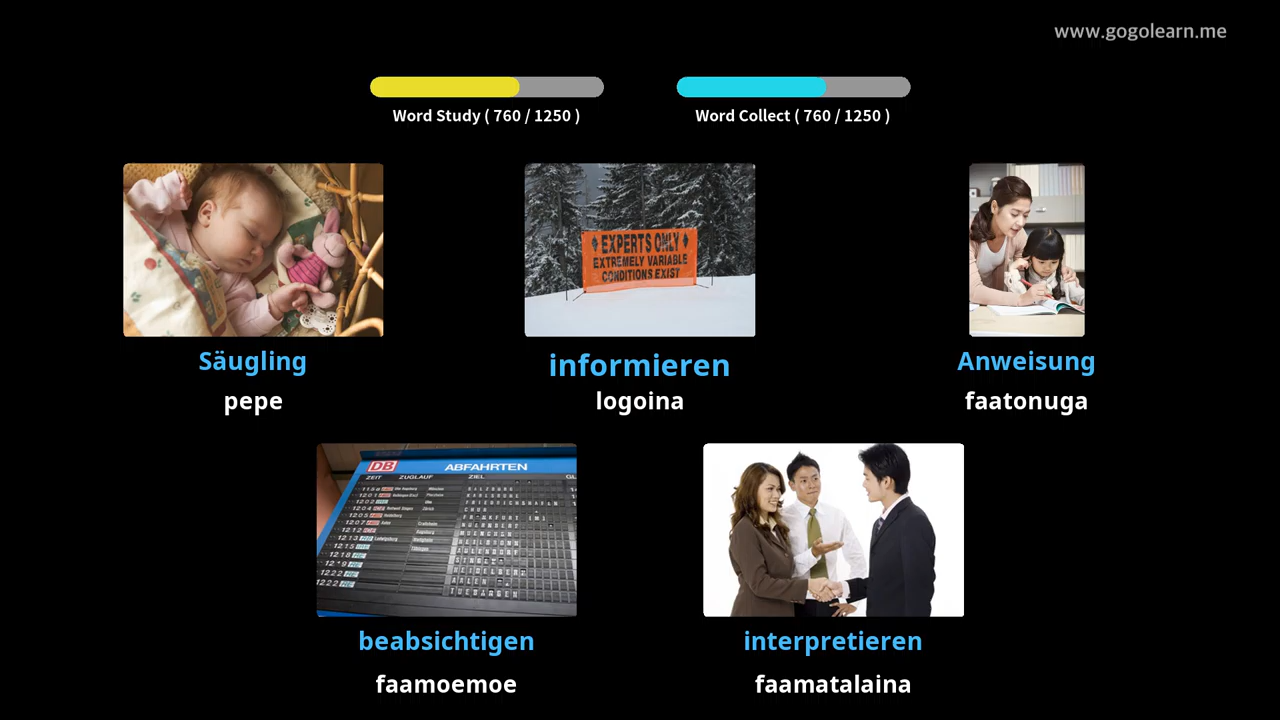 www.gogolearn.me
Word Study ( 760 / 1250 )
Word Collect ( 760 / 1250 )
EXPERTS ONLY
EXTREMELY VARIABLE
CONDITIONS EXIST
Säugling
informieren
Anweisung
pepe
logoina
faatonuga
DB ABFAHRTEN
ZEIT ZUGLAUF ZIEL
beabsichtigen
interpretieren
faamoemoe
faamatalaina